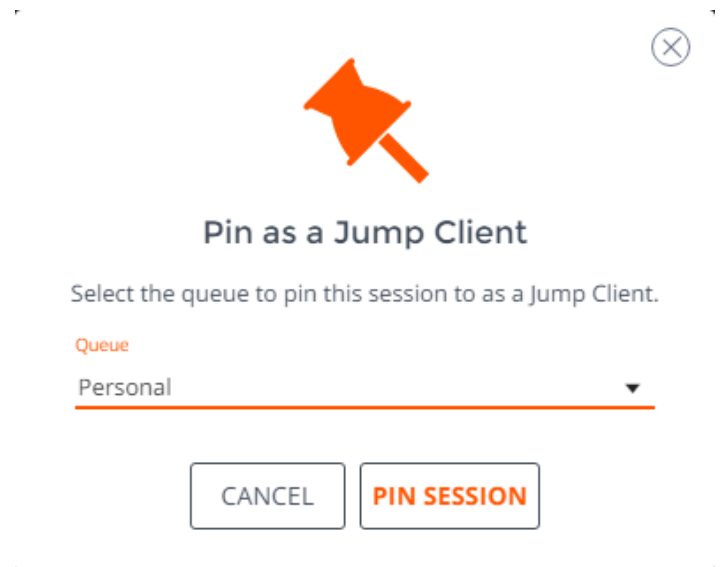 Pin as a Jump Client
Select the queue to pin this session to as a Jump Client.
Queue
Personal
CANCEL
PIN SESSION